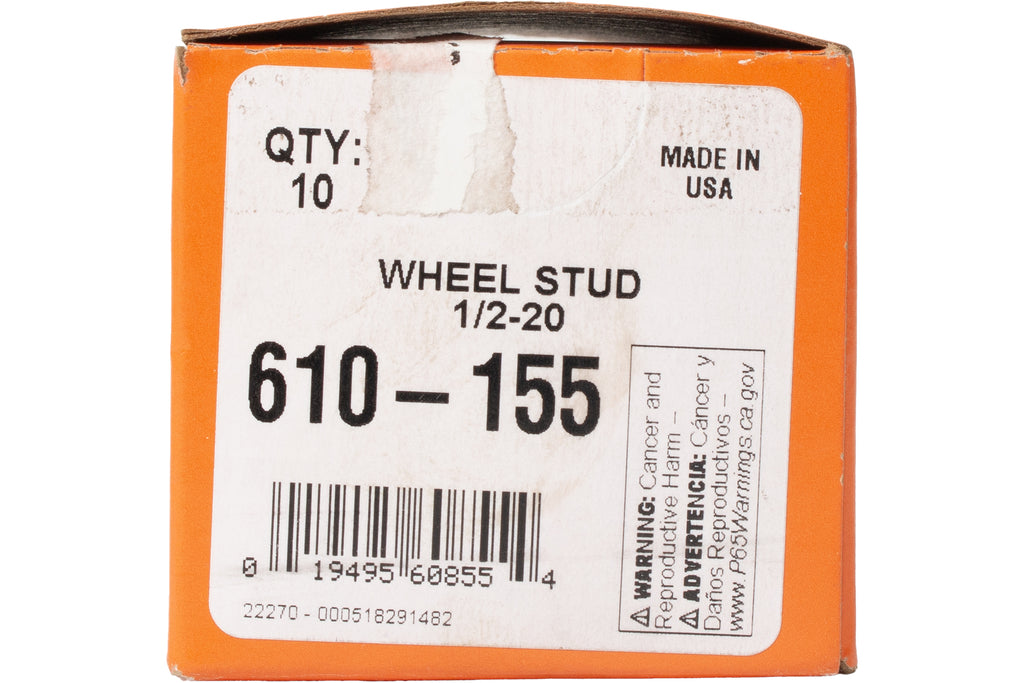 QTY:
10
MADE IN
USA
WHEEL STUD
1/2-20
610-155
0 19495 60855 4
22270 - 000518291482
⚠ WARNING: Cancer and
Reproductive Harm –
⚠ ADVERTENCIA: Cáncer y
Daños Reproductivos –
www.P65Warnings.ca.gov